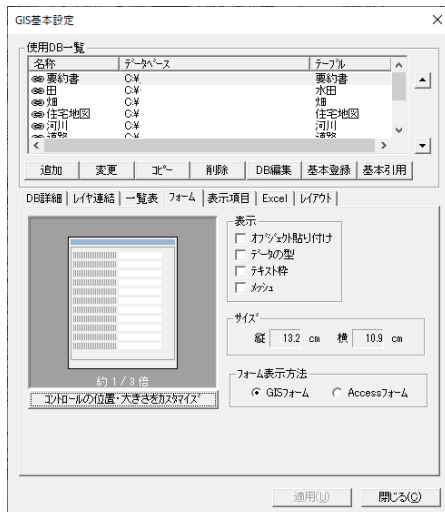 GIS基本設定
使用DB一覧
名称 データベース テーブル
要約書 C:¥. 要約書
田 C:¥· 水田
畑 C:¥ 畑
住宅地図 C:¥ 住宅地図
河川 C:¥ 河川
道路 C:¥ 道路
追加 変更 コピー 削除 DB編集 基本登録 基本引用
DB詳細 レイヤ連結 一覧表 フォーム 表示項目 Excel レイアウト
表示
オブジェクト貼り付け
データの型
テキスト枠
メッシュ
サイズ
縦 13.2 cm 横 10.9 cm
約 1 / 3 倍
コントロールの位置・大きさをカスタマイズ
フォーム表示方法
GISフォーム Accessフォーム
適用(U) 閉じる(C)